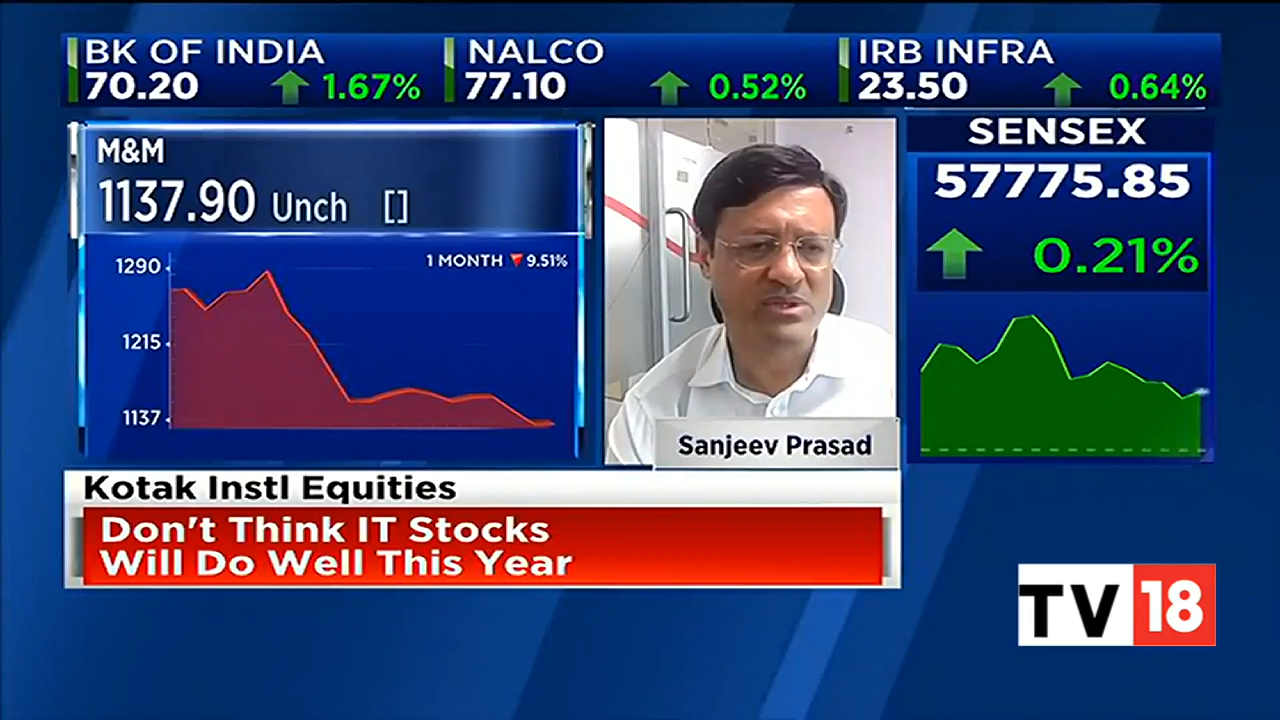 BK OF INDIA
70.20 1.67%
NALCO
77.10 0.52%
IRB INFRA
23.50 0.64%
M&M
1137.90 Unch []
1 MONTH 9.51%
1290
1215
1137
Sanjeev Prasad
SENSEX
57775.85
0.21%
Kotak Instl Equities
Don't Think IT Stocks
Will Do Well This Year
TV18